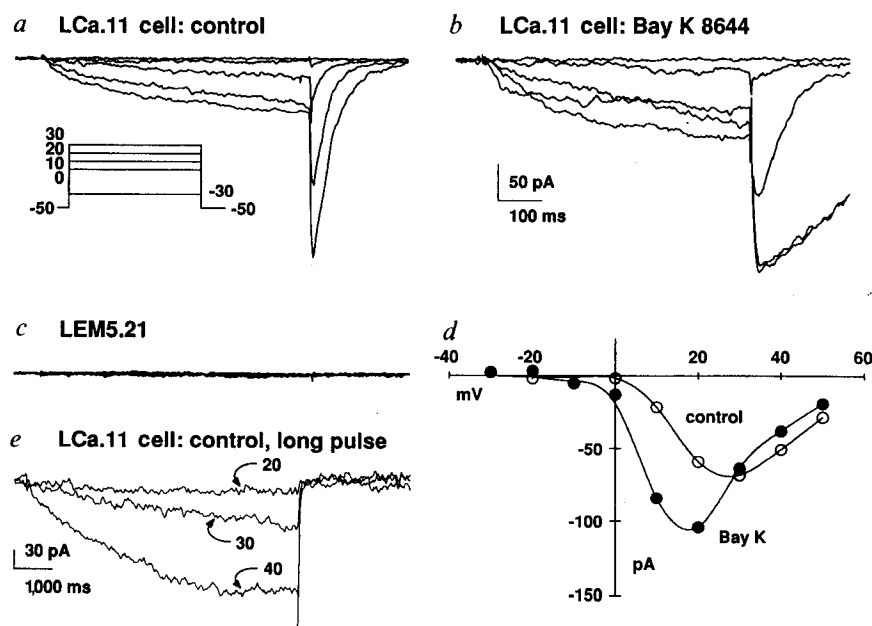 a LCa.11 cell: control
30
20
10
0
-30
-50
-50
b LCa.11 cell: Bay K 8644
50 pA
100 ms
c LEM5.21
e LCa.11 cell: control, long pulse
20
30
40
30 pA
1,000 ms
d
-40 -20 0 20 40 60
mV
control
-50
-100
Bay K
pA
-150